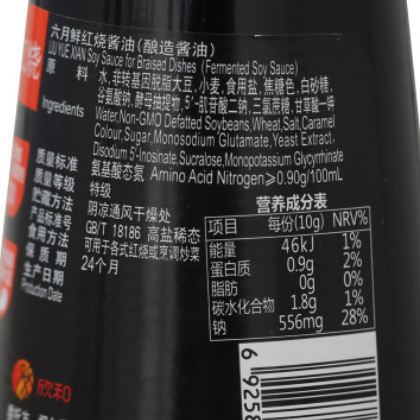 六月鲜红烧酱油(酿造酱油)
LIU YUE XIAN Soy Sauce for Braised Dishes (Fermented Soy Sauce)
原 料 水,非转基因脱脂大豆,小麦,食用盐,焦糖色,白砂糖,
谷氨酸钠,酵母抽提物,5'-肌苷酸二钠,三氯蔗糖,甘草酸一钾
Ingredients Water,Non-GMO Defatted Soybeans,Wheat,Salt,Caramel
Colour,Sugar,Monosodium Glutamate,Yeast Extract,
Disodium 5'-Inosinate,Sucralose,Monopotassium Glycyrrhinate
质量标准 氨基酸态氮 Amino Acid Nitrogen≥0.90g/100mL
质量等级 特级
贮藏方法 阴凉通风干燥处
产品标准号 GB/T 18186 高盐稀态
食用方法 可用于各式红烧或烹调炒菜
保质期 24个月
生产日期
Production Date
营养成分表
项目 每份(10g) NRV%
能量 46kJ 1%
蛋白质 0.9g 2%
脂肪 0g 0%
碳水化合物 1.8g 1%
钠 556mg 28%
烧
欣和
6 9258